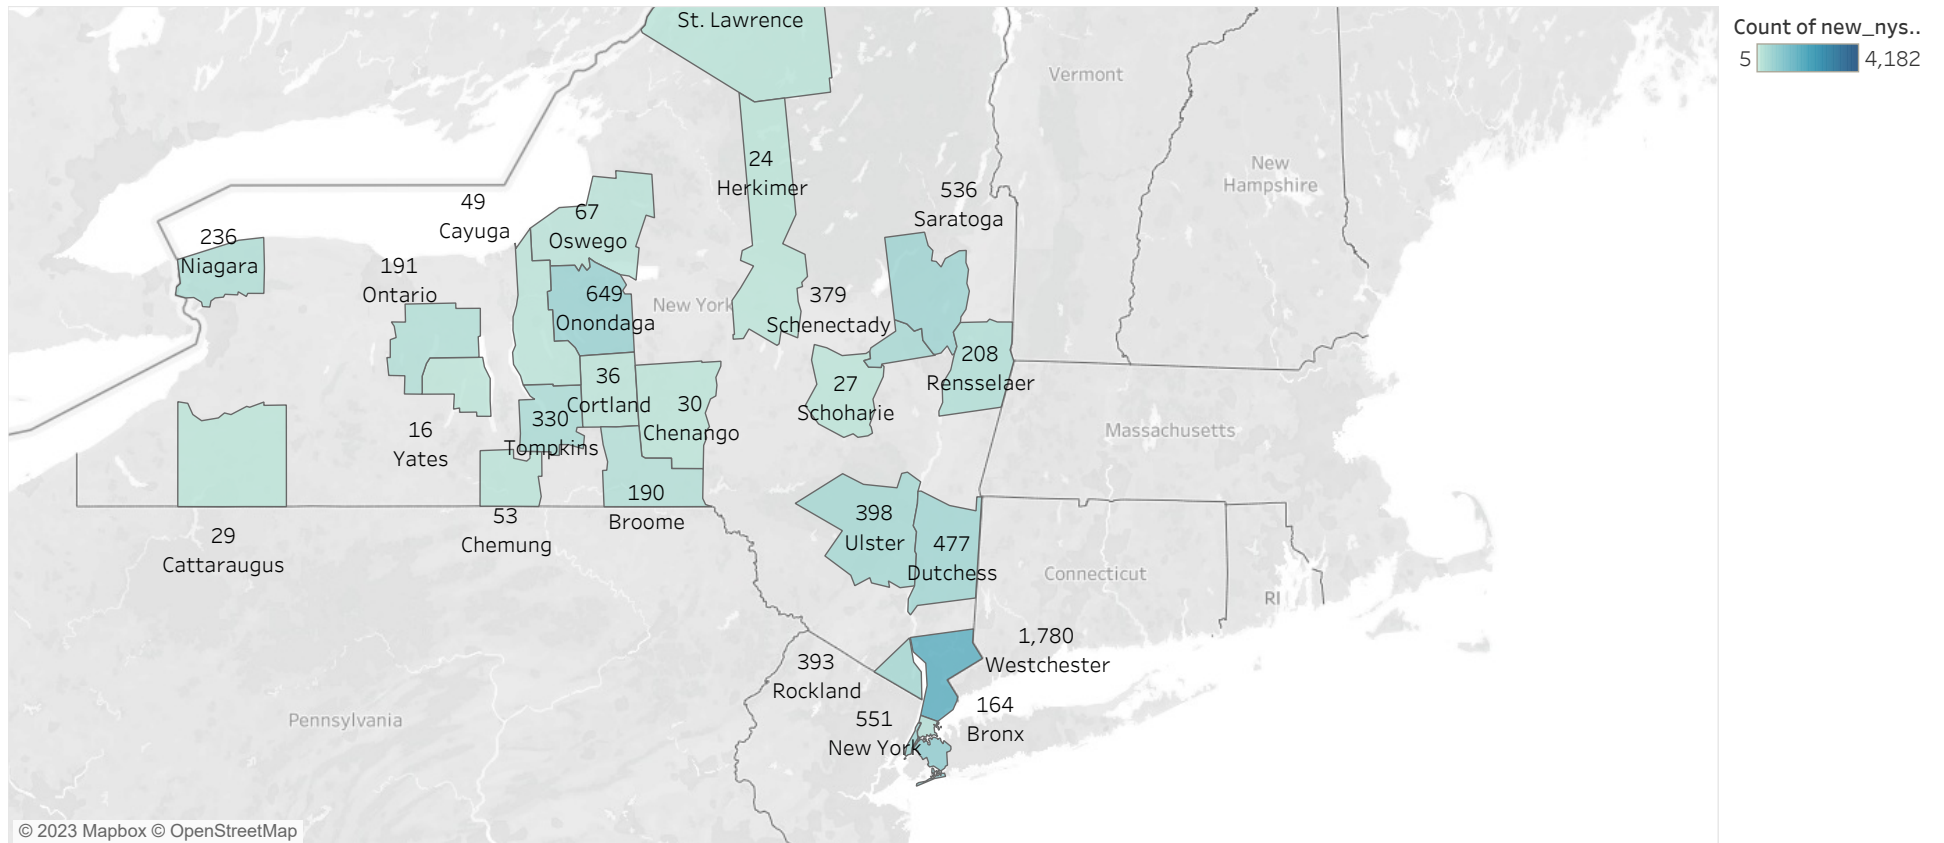 St. Lawrence
Count of new_nys..
5
4,182
Vermont
24
Herkimer
New
Hampshire
536
Saratoga
49
Cayuga
67
Oswego
236
Niagara
191
Ontario
649
Onondaga
New York
379
Schenectady
208
Rensselaer
36
Cortland
27
Schoharie
30
Chenango
330
Tompkins
16
Yates
Massachusetts
190
Broome
53
Chemung
29
Cattaraugus
398
Ulster
477
Dutchess
Connecticut
RI
1,780
Westchester
393
Rockland
164
Bronx
551
New York
Pennsylvania
© 2023 Mapbox © OpenStreetMap